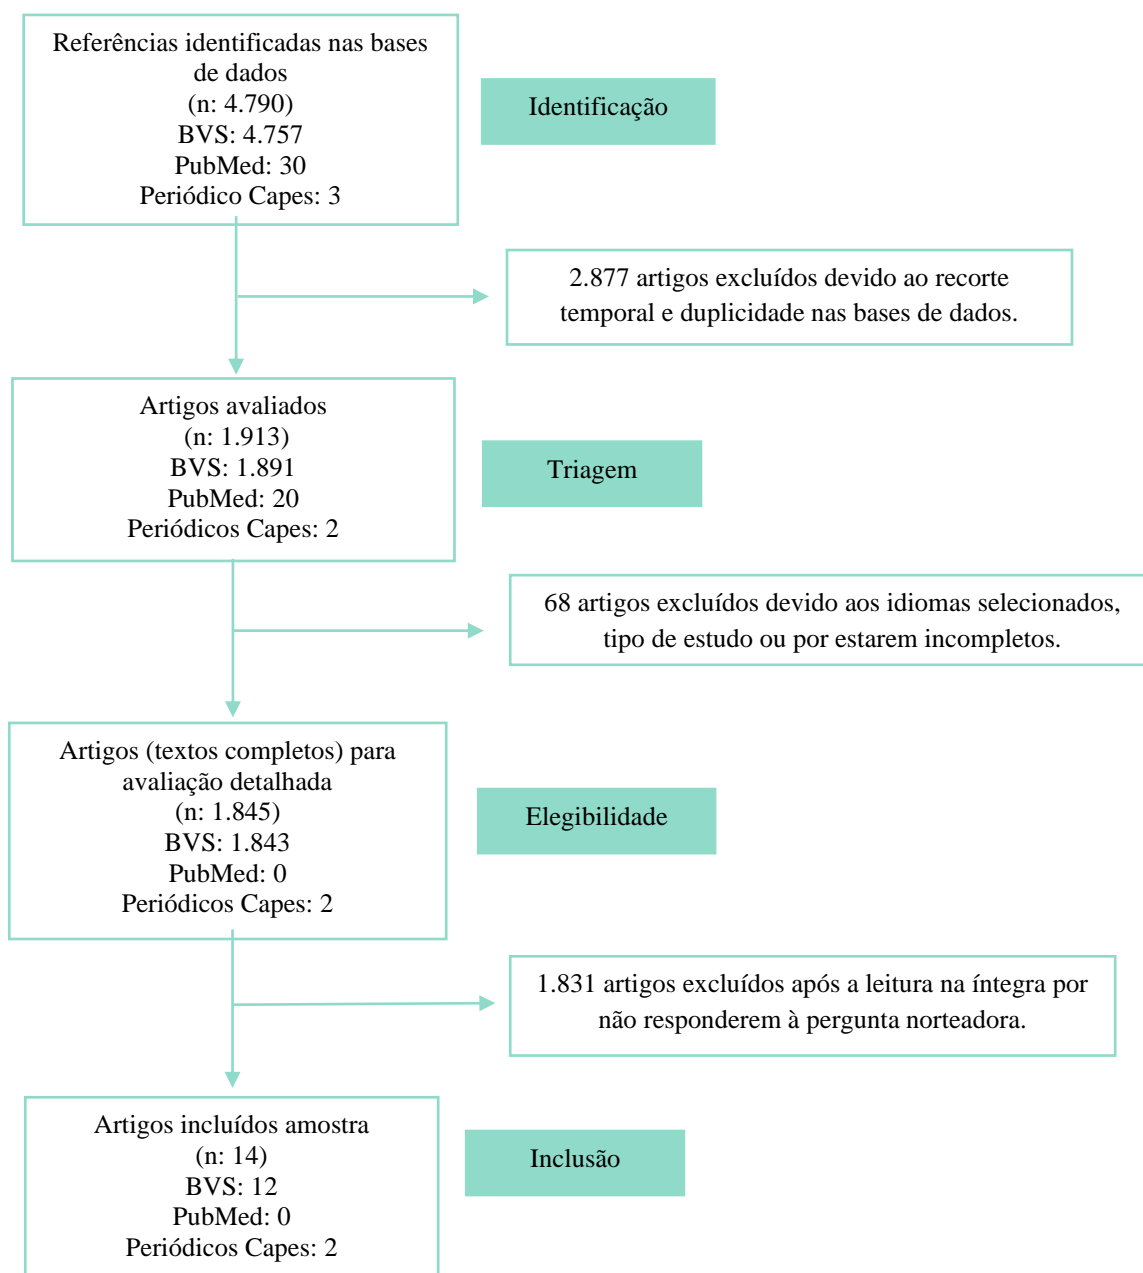 Referências identificadas nas bases
de dados
(n: 4.790)
BVS: 4.757
PubMed: 30
Periódico Capes: 3
Identificação
2.877 artigos excluídos devido ao recorte
temporal e duplicidade nas bases de dados.
Artigos avaliados
(n: 1.913)
BVS: 1.891
PubMed: 20
Periódicos Capes: 2
Triagem
68 artigos excluídos devido aos idiomas selecionados,
tipo de estudo ou por estarem incompletos.
Artigos (textos completos) para
avaliação detalhada
(n: 1.845)
BVS: 1.843
PubMed: 0
Periódicos Capes: 2
Elegibilidade
1.831 artigos excluídos após a leitura na íntegra por
não responderem à pergunta norteadora.
Artigos incluídos amostra
(n: 14)
BVS: 12
PubMed: 0
Periódicos Capes: 2
Inclusão